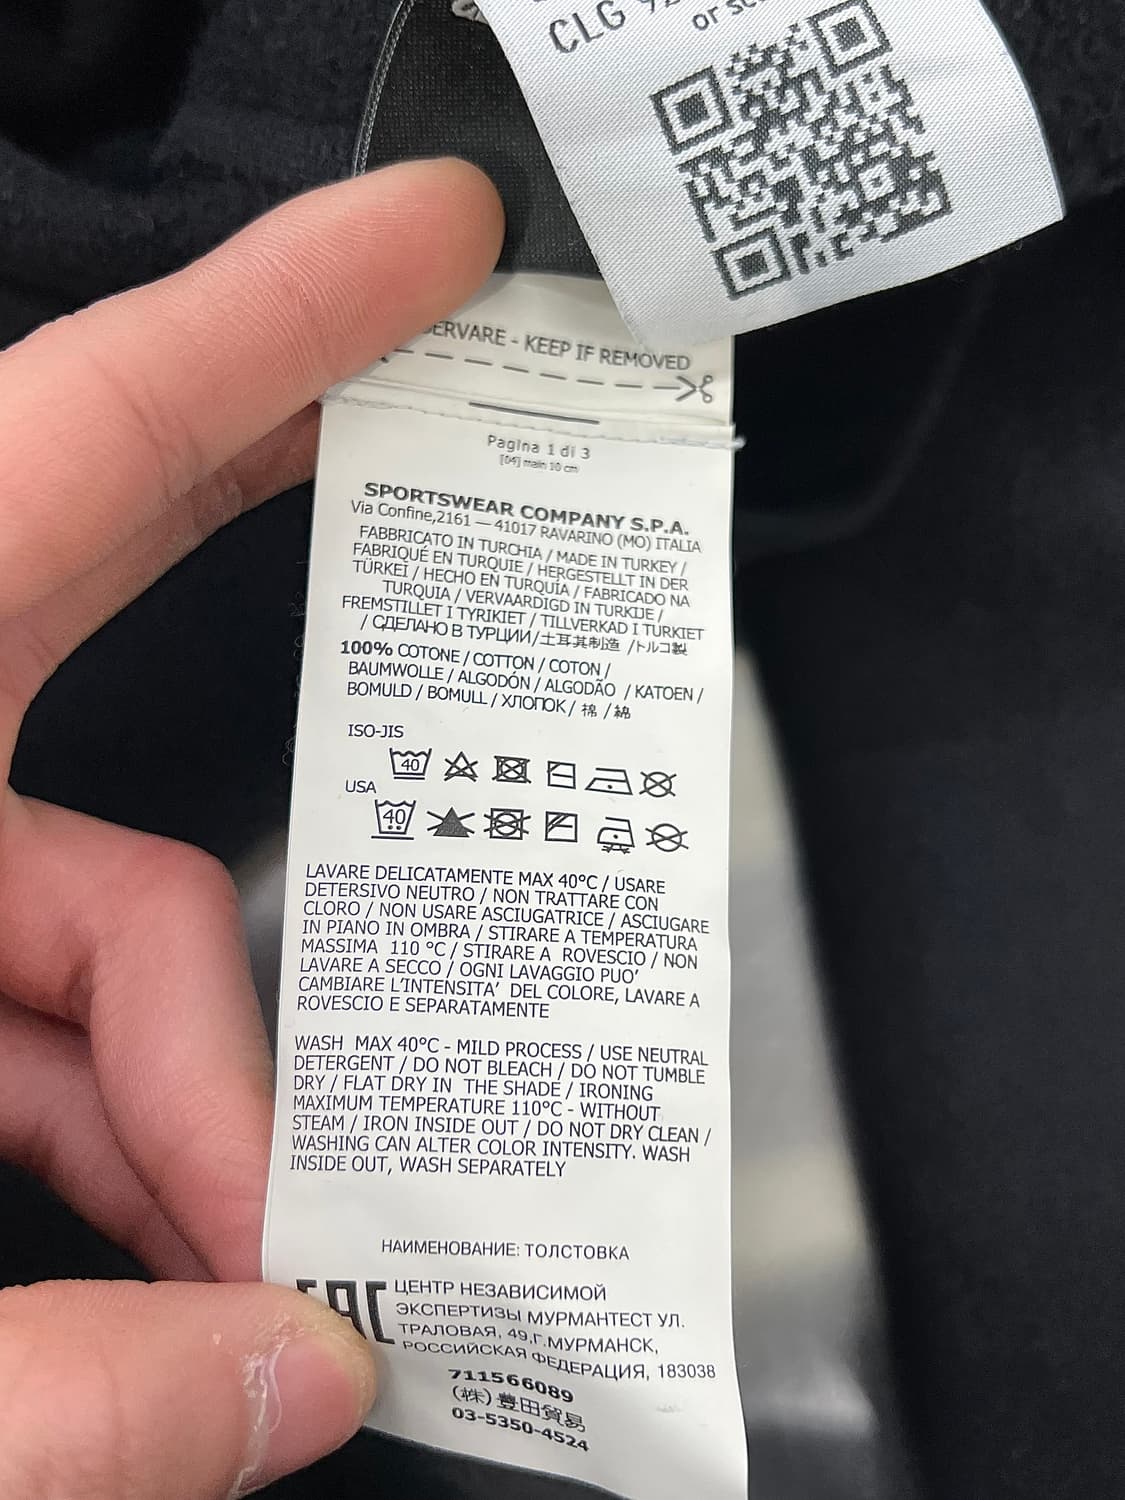 CLG
KEEP IF REMOVED
Pagina 1 di 3
[04] main 10 cm
SPORTSWEAR COMPANY S.P.A.
Via Confine,2161 — 41017 RAVARINO (MO) ITALIA
FABBRICATO IN TURCHIA / MADE IN TURKEY /
FABRIQUÉ EN TURQUIE / HERGESTELLT IN DER
TÜRKEI / HECHO EN TURQUÍA / FABRICADO NA
TURQUIA / VERVAARDIGD IN TURKIJE /
FREMSTILLET I TYRIKIET / TILLVERKAD I TURKIET
/ СДЕЛАНО В ТУРЦИИ/土耳其制造 /トルコ製
100% COTONE / COTTON / COTON /
BAUMWOLLE / ALGODÓN / ALGODÃO / KATOEN /
BOMULD / BOMULL / ХЛОПОК / 棉 / 綿
ISO-JIS
40
USA
40
LAVARE DELICATAMENTE MAX 40°C / USARE
DETERSIVO NEUTRO / NON TRATTARE CON
CLORO / NON USARE ASCIUGATRICE / ASCIUGARE
IN PIANO IN OMBRA / STIRARE A TEMPERATURA
MASSIMA 110 °C / STIRARE A ROVESCIO / NON
LAVARE A SECCO / OGNI LAVAGGIO PUO'
CAMBIARE L'INTENSITA' DEL COLORE, LAVARE A
ROVESCIO E SEPARATAMENTE
WASH MAX 40°C - MILD PROCESS / USE NEUTRAL
DETERGENT / DO NOT BLEACH / DO NOT TUMBLE
DRY / FLAT DRY IN THE SHADE / IRONING
MAXIMUM TEMPERATURE 110°C - WITHOUT
STEAM / IRON INSIDE OUT / DO NOT DRY CLEAN /
WASHING CAN ALTER COLOR INTENSITY. WASH
INSIDE OUT, WASH SEPARATELY
НАИМЕНОВАНИЕ: ТОЛСТОВКА
ЦЕНТР НЕЗАВИСИМОЙ
ЭКСПЕРТИЗЫ МУРМАНТЕСТ УЛ.
ТРАЛОВАЯ, 49,Г.МУРМАНСК,
РОССИЙСКАЯ ФЕДЕРАЦИЯ, 183038
711566089
(株)豊田貿易
03-5350-4524